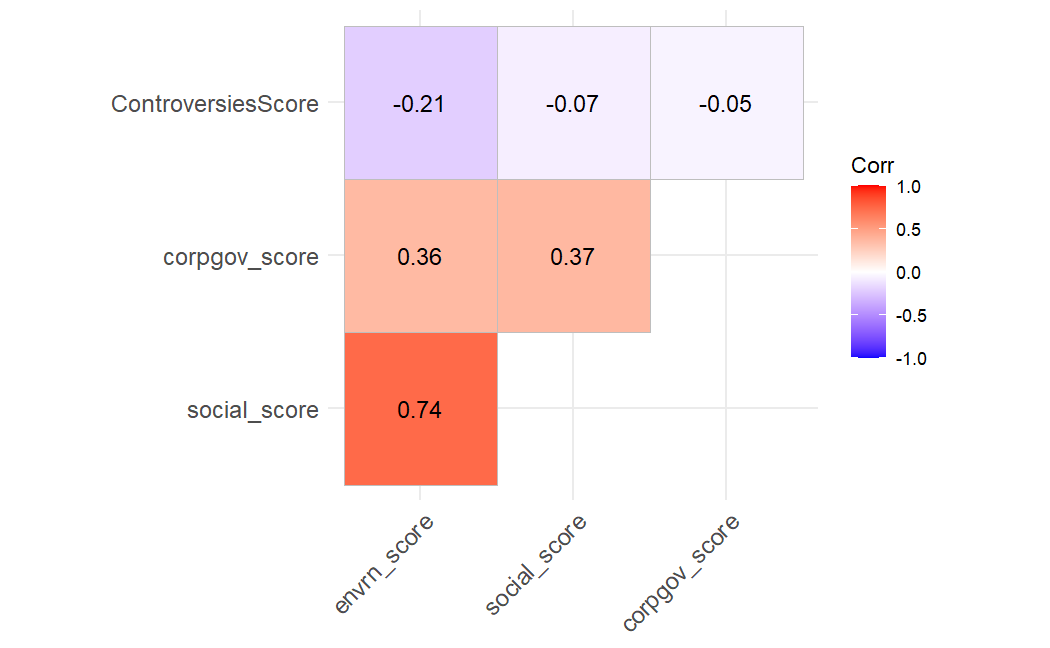 ControversiesScore
-0.21
-0.07
-0.05
corpgov_score
0.36
0.37
social_score
0.74
envrn_score
social_score
corpgov_score
Corr
1.0
0.5
0.0
-0.5
-1.0